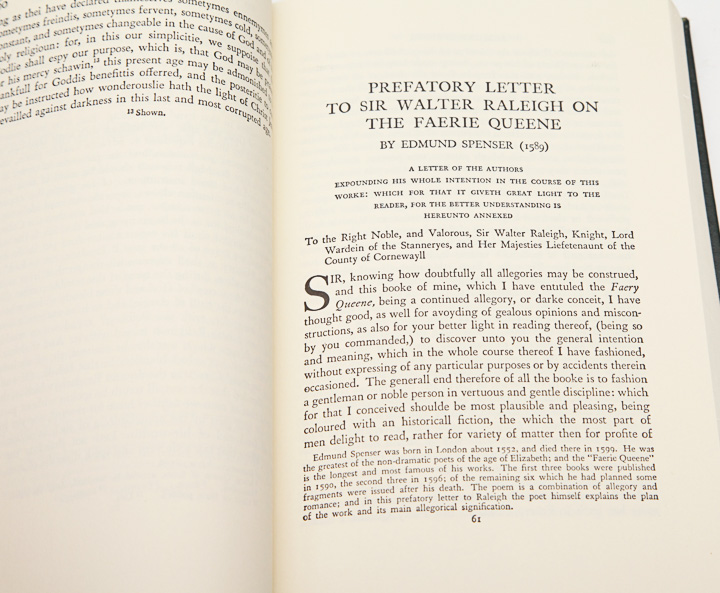 60
ing as thei have declared themselves sometymes ennemy
sometymes freindis, sometymes fervent, sometymes cold,
constant, and sometymes changeable in the cause of God and
holy religioun: for, in this our simplicitie, we suppoise
Godlie shall espy our purpose, which is, that God may be
for his mercy schawin,¹³ this present age may be admonished
thankfull for Goddis benefittis offerred, and the posteritie
may be instructed how wonderouslie hath the light of Christ
prevailled against darkness in this last and most corrupted age.
¹³ Shown.
PREFATORY LETTER
TO SIR WALTER RALEIGH ON
THE FAERIE QUEENE
BY EDMUND SPENSER (1589)
A LETTER OF THE AUTHORS
EXPOUNDING HIS WHOLE INTENTION IN THE COURSE OF THIS
WORKE: WHICH FOR THAT IT GIVETH GREAT LIGHT TO THE
READER, FOR THE BETTER UNDERSTANDING IS
HEREUNTO ANNEXED
To the Right Noble, and Valorous, Sir Walter Raleigh, Knight, Lord
Wardein of the Stanneryes, and Her Majesties Liefetenaunt of the
County of Cornewayll
SIR, knowing how doubtfully all allegories may be construed,
and this booke of mine, which I have entituled the Faery
Queene, being a continued allegory, or darke conceit, I have
thought good, as well for avoyding of gealous opinions and miscon-
structions, as also for your better light in reading thereof, (being so
by you commanded,) to discover unto you the general intention
and meaning, which in the whole course thereof I have fashioned,
without expressing of any particular purposes or by accidents therein
occasioned. The generall end therefore of all the booke is to fashion
a gentleman or noble person in vertuous and gentle discipline: which
for that I conceived shoulde be most plausible and pleasing, being
coloured with an historicall fiction, the which the most part of
men delight to read, rather for variety of matter then for profite of
Edmund Spenser was born in London about 1552, and died there in 1599. He was
the greatest of the non-dramatic poets of the age of Elizabeth; and the "Faerie Queene"
is the longest and most famous of his works. The first three books were published
in 1590, the second three in 1596; of the remaining six which he had planned some
fragments were issued after his death. The poem is a combination of allegory and
romance; and in this prefatory letter to Raleigh the poet himself explains the plan
of the work and its main allegorical signification.
61